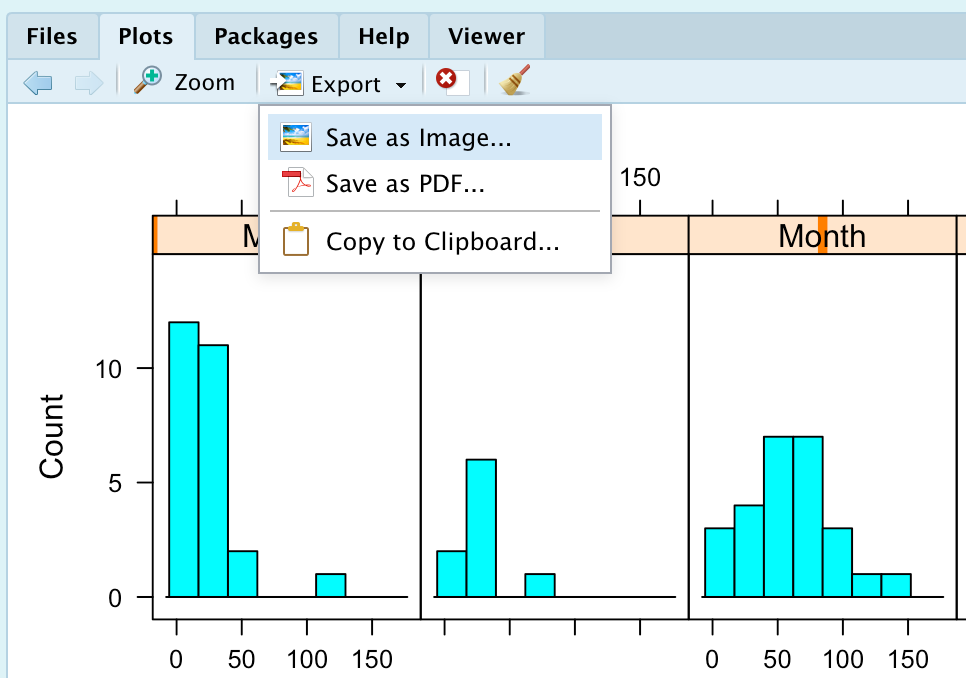 Files Plots Packages Help Viewer
Zoom Export
Save as Image...
Save as PDF...
Copy to Clipboard...
150
Month
10
5
0
Count
0 50 100 150 0 50 100 150